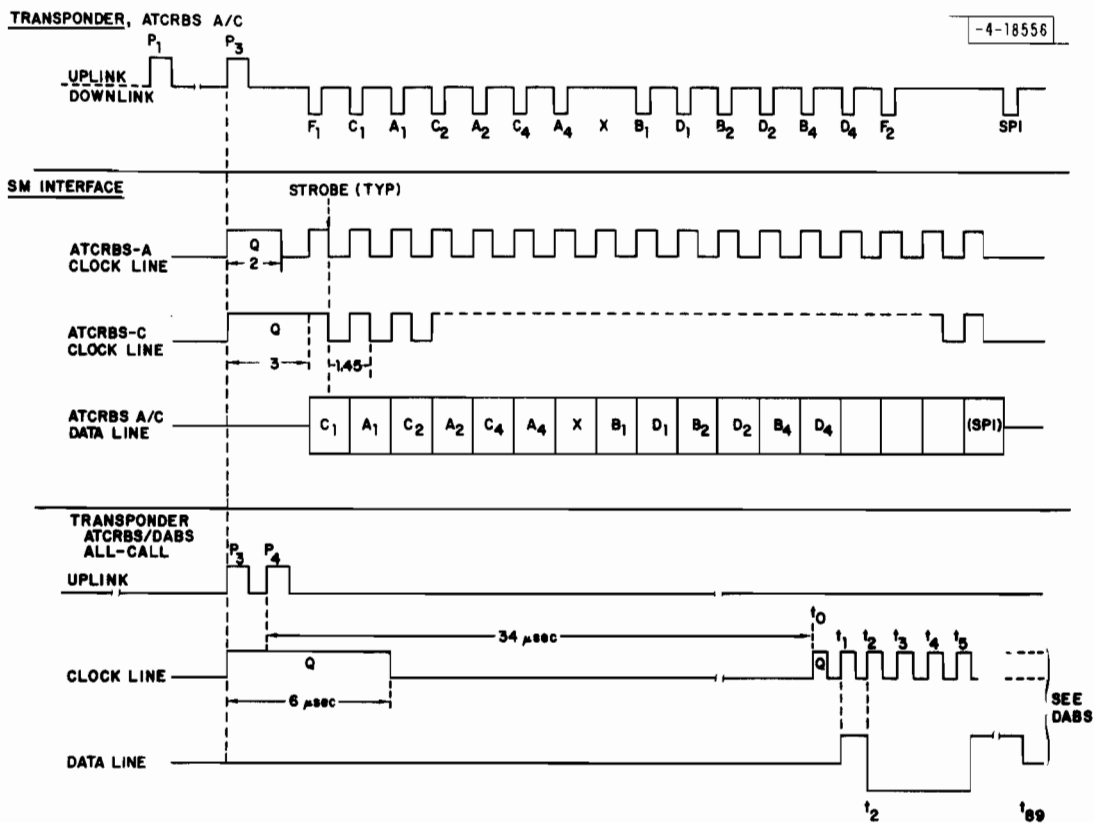 TRANSPONDER, ATCRBS A/C
-4-18556
P1 P3
UPLINK
DOWNLINK
F1 C1 A1 C2 A2 C4 A4 X B1 D1 B2 D2 B4 D4 F2 SPI
SM INTERFACE
STROBE (TYP)
ATCRBS-A
CLOCK LINE
Q
2
ATCRBS-C
CLOCK LINE
Q
3
1.45
ATCRBS A/C
DATA LINE
C1 A1 C2 A2 C4 A4 X B1 D1 B2 D2 B4 D4 (SPI)
TRANSPONDER
ATCRBS/DABS
ALL-CALL
P3 P4
UPLINK
34 μsec
t0 t1 t2 t3 t4 t5
CLOCK LINE
Q
Q
6 μsec
SEE
DABS
DATA LINE
t2 t89